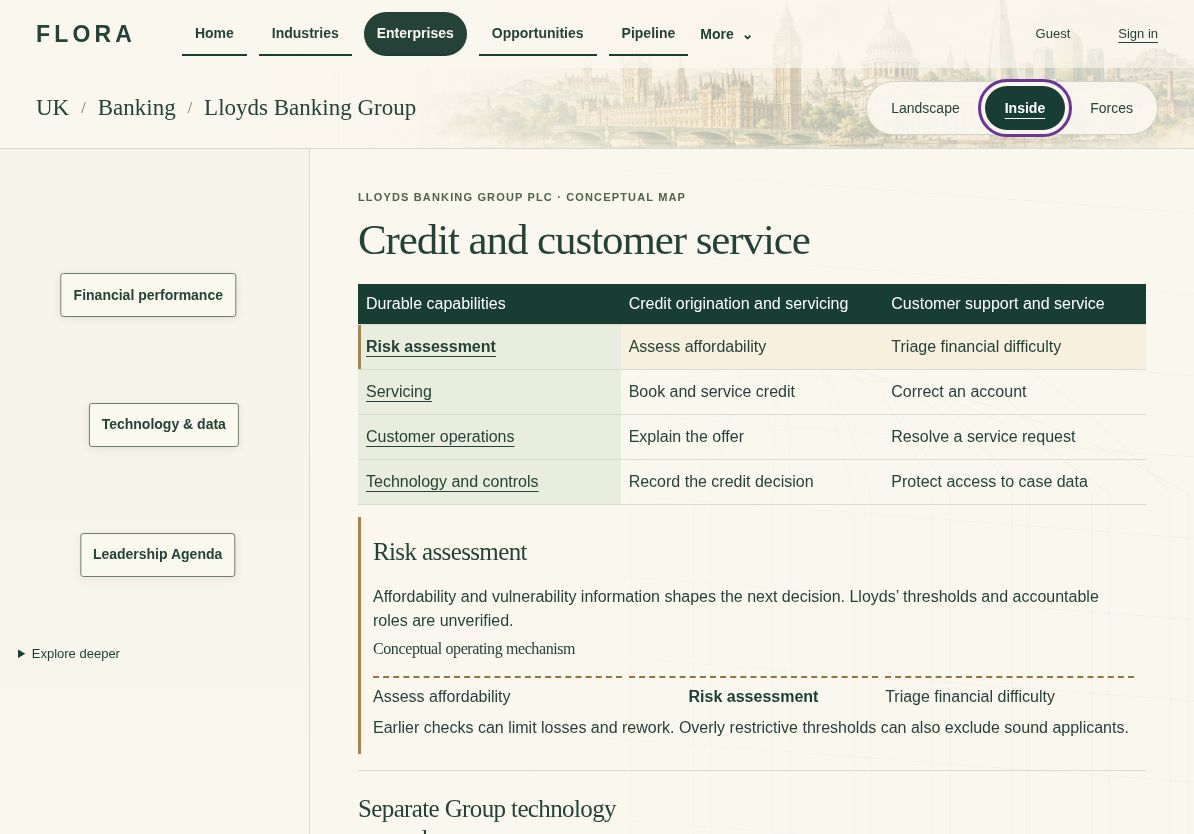 FLORA
Home
Industries
Enterprises
Opportunities
Pipeline
More
Guest
Sign in
UK / Banking / Lloyds Banking Group
Landscape
Inside
Forces
Financial performance
Technology & data
Leadership Agenda
Explore deeper
LLOYDS BANKING GROUP PLC · CONCEPTUAL MAP
Credit and customer service
Durable capabilities Credit origination and servicing Customer support and service
Risk assessment Assess affordability Triage financial difficulty
Servicing Book and service credit Correct an account
Customer operations Explain the offer Resolve a service request
Technology and controls Record the credit decision Protect access to case data
Risk assessment
Affordability and vulnerability information shapes the next decision. Lloyds’ thresholds and accountable
roles are unverified.
Conceptual operating mechanism
Assess affordability Risk assessment Triage financial difficulty
Earlier checks can limit losses and rework. Overly restrictive thresholds can also exclude sound applicants.
Separate Group technology